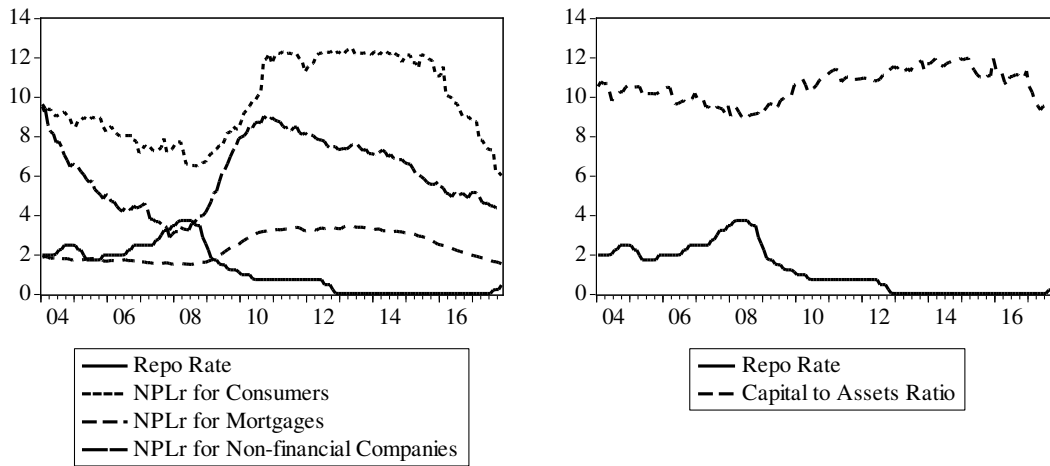 14
12
10
8
6
4
2
0
04 06 08 10 12 14 16
Repo Rate
NPLr for Consumers
NPLr for Mortgages
NPLr for Non-financial Companies
14
12
10
8
6
4
2
0
04 06 08 10 12 14 16
Repo Rate
Capital to Assets Ratio